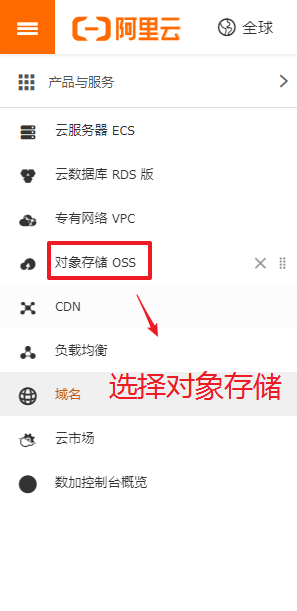 阿里云
全球
产品与服务
云服务器 ECS
云数据库 RDS 版
专有网络 VPC
对象存储 OSS
CDN
负载均衡
域名
选择对象存储
云市场
数加控制台概览